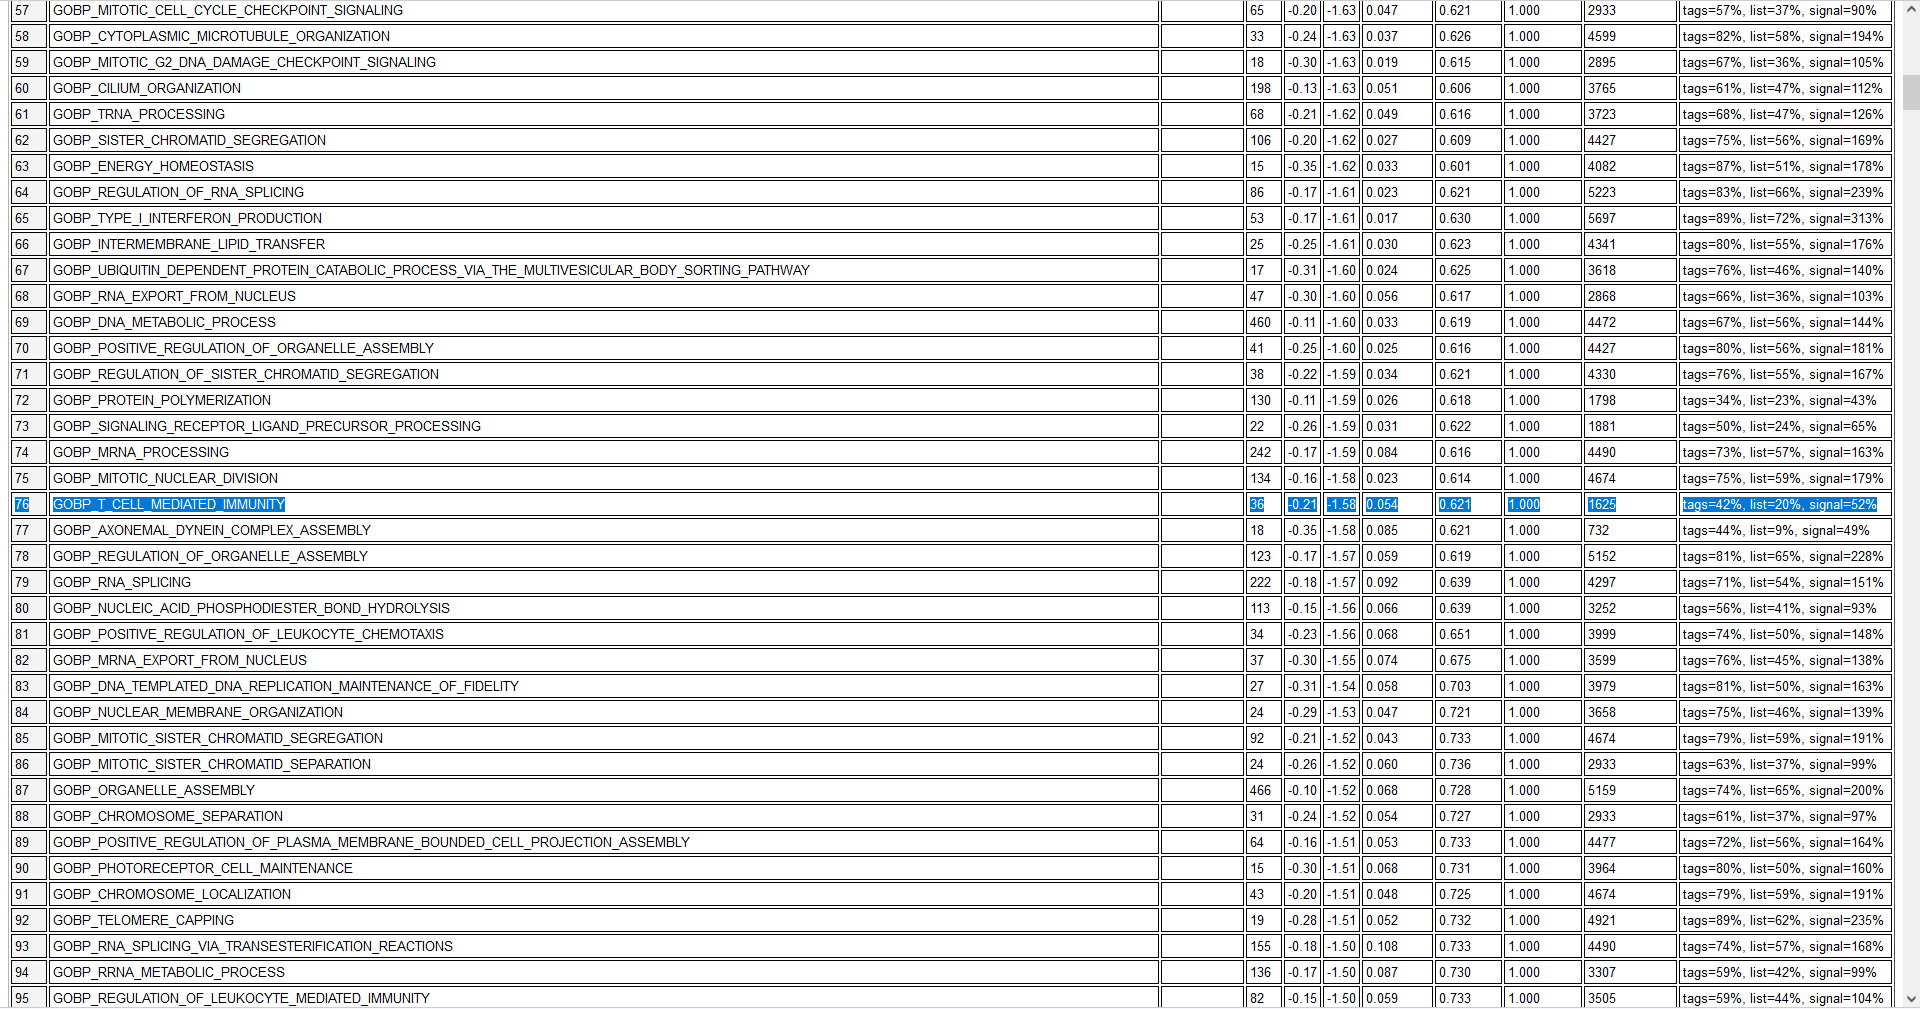 57 GOBP_MITOTIC_CELL_CYCLE_CHECKPOINT_SIGNALING 65 -0.20 -1.63 0.047 0.621 1.000 2933 tags=57%, list=37%, signal=90%
58 GOBP_CYTOPLASMIC_MICROTUBULE_ORGANIZATION 33 -0.24 -1.63 0.037 0.626 1.000 4599 tags=82%, list=58%, signal=194%
59 GOBP_MITOTIC_G2_DNA_DAMAGE_CHECKPOINT_SIGNALING 18 -0.30 -1.63 0.019 0.615 1.000 2895 tags=67%, list=36%, signal=105%
60 GOBP_CILIUM_ORGANIZATION 198 -0.13 -1.63 0.051 0.606 1.000 3765 tags=61%, list=47%, signal=112%
61 GOBP_TRNA_PROCESSING 68 -0.21 -1.62 0.049 0.616 1.000 3723 tags=68%, list=47%, signal=126%
62 GOBP_SISTER_CHROMATID_SEGREGATION 106 -0.20 -1.62 0.027 0.609 1.000 4427 tags=75%, list=56%, signal=169%
63 GOBP_ENERGY_HOMEOSTASIS 15 -0.35 -1.62 0.033 0.601 1.000 4082 tags=87%, list=51%, signal=178%
64 GOBP_REGULATION_OF_RNA_SPLICING 86 -0.17 -1.61 0.023 0.621 1.000 5223 tags=83%, list=66%, signal=239%
65 GOBP_TYPE_I_INTERFERON_PRODUCTION 53 -0.17 -1.61 0.017 0.630 1.000 5697 tags=89%, list=72%, signal=313%
66 GOBP_INTERMEMBRANE_LIPID_TRANSFER 25 -0.25 -1.61 0.030 0.623 1.000 4341 tags=80%, list=55%, signal=176%
67 GOBP_UBIQUITIN_DEPENDENT_PROTEIN_CATABOLIC_PROCESS_VIA_THE_MULTIVESICULAR_BODY_SORTING_PATHWAY 17 -0.31 -1.60 0.024 0.625 1.000 3618 tags=76%, list=46%, signal=140%
68 GOBP_RNA_EXPORT_FROM_NUCLEUS 47 -0.30 -1.60 0.056 0.617 1.000 2868 tags=66%, list=36%, signal=103%
69 GOBP_DNA_METABOLIC_PROCESS 460 -0.11 -1.60 0.033 0.619 1.000 4472 tags=67%, list=56%, signal=144%
70 GOBP_POSITIVE_REGULATION_OF_ORGANELLE_ASSEMBLY 41 -0.25 -1.60 0.025 0.616 1.000 4427 tags=80%, list=56%, signal=181%
71 GOBP_REGULATION_OF_SISTER_CHROMATID_SEGREGATION 38 -0.22 -1.59 0.034 0.621 1.000 4330 tags=76%, list=55%, signal=167%
72 GOBP_PROTEIN_POLYMERIZATION 130 -0.11 -1.59 0.026 0.618 1.000 1798 tags=34%, list=23%, signal=43%
73 GOBP_SIGNALING_RECEPTOR_LIGAND_PRECURSOR_PROCESSING 22 -0.26 -1.59 0.031 0.622 1.000 1881 tags=50%, list=24%, signal=65%
74 GOBP_MRNA_PROCESSING 242 -0.17 -1.59 0.084 0.616 1.000 4490 tags=73%, list=57%, signal=163%
75 GOBP_MITOTIC_NUCLEAR_DIVISION 134 -0.16 -1.58 0.023 0.614 1.000 4674 tags=75%, list=59%, signal=179%
76 GOBP_T_CELL_MEDIATED_IMMUNITY 36 -0.21 -1.58 0.054 0.621 1.000 1625 tags=42%, list=20%, signal=52%
77 GOBP_AXONEMAL_DYNEIN_COMPLEX_ASSEMBLY 18 -0.35 -1.58 0.085 0.621 1.000 732 tags=44%, list=9%, signal=49%
78 GOBP_REGULATION_OF_ORGANELLE_ASSEMBLY 123 -0.17 -1.57 0.059 0.619 1.000 5152 tags=81%, list=65%, signal=228%
79 GOBP_RNA_SPLICING 222 -0.18 -1.57 0.092 0.639 1.000 4297 tags=71%, list=54%, signal=151%
80 GOBP_NUCLEIC_ACID_PHOSPHODIESTER_BOND_HYDROLYSIS 113 -0.15 -1.56 0.066 0.639 1.000 3252 tags=56%, list=41%, signal=93%
81 GOBP_POSITIVE_REGULATION_OF_LEUKOCYTE_CHEMOTAXIS 34 -0.23 -1.56 0.068 0.651 1.000 3999 tags=74%, list=50%, signal=148%
82 GOBP_MRNA_EXPORT_FROM_NUCLEUS 37 -0.30 -1.55 0.074 0.675 1.000 3599 tags=76%, list=45%, signal=138%
83 GOBP_DNA_TEMPLATED_DNA_REPLICATION_MAINTENANCE_OF_FIDELITY 27 -0.31 -1.54 0.058 0.703 1.000 3979 tags=81%, list=50%, signal=163%
84 GOBP_NUCLEAR_MEMBRANE_ORGANIZATION 24 -0.29 -1.53 0.047 0.721 1.000 3658 tags=75%, list=46%, signal=139%
85 GOBP_MITOTIC_SISTER_CHROMATID_SEGREGATION 92 -0.21 -1.52 0.043 0.733 1.000 4674 tags=79%, list=59%, signal=191%
86 GOBP_MITOTIC_SISTER_CHROMATID_SEPARATION 24 -0.26 -1.52 0.060 0.736 1.000 2933 tags=63%, list=37%, signal=99%
87 GOBP_ORGANELLE_ASSEMBLY 466 -0.10 -1.52 0.068 0.728 1.000 5159 tags=74%, list=65%, signal=200%
88 GOBP_CHROMOSOME_SEPARATION 31 -0.24 -1.52 0.054 0.727 1.000 2933 tags=61%, list=37%, signal=97%
89 GOBP_POSITIVE_REGULATION_OF_PLASMA_MEMBRANE_BOUNDED_CELL_PROJECTION_ASSEMBLY 64 -0.16 -1.51 0.053 0.733 1.000 4477 tags=72%, list=56%, signal=164%
90 GOBP_PHOTORECEPTOR_CELL_MAINTENANCE 15 -0.30 -1.51 0.068 0.731 1.000 3964 tags=80%, list=50%, signal=160%
91 GOBP_CHROMOSOME_LOCALIZATION 43 -0.20 -1.51 0.048 0.725 1.000 4674 tags=79%, list=59%, signal=191%
92 GOBP_TELOMERE_CAPPING 19 -0.28 -1.51 0.052 0.732 1.000 4921 tags=89%, list=62%, signal=235%
93 GOBP_RNA_SPLICING_VIA_TRANSESTERIFICATION_REACTIONS 155 -0.18 -1.50 0.108 0.733 1.000 4490 tags=74%, list=57%, signal=168%
94 GOBP_RRNA_METABOLIC_PROCESS 136 -0.17 -1.50 0.087 0.730 1.000 3307 tags=59%, list=42%, signal=99%
95 GOBP_REGULATION_OF_LEUKOCYTE_MEDIATED_IMMUNITY 82 -0.15 -1.50 0.059 0.733 1.000 3505 tags=59%, list=44%, signal=104%